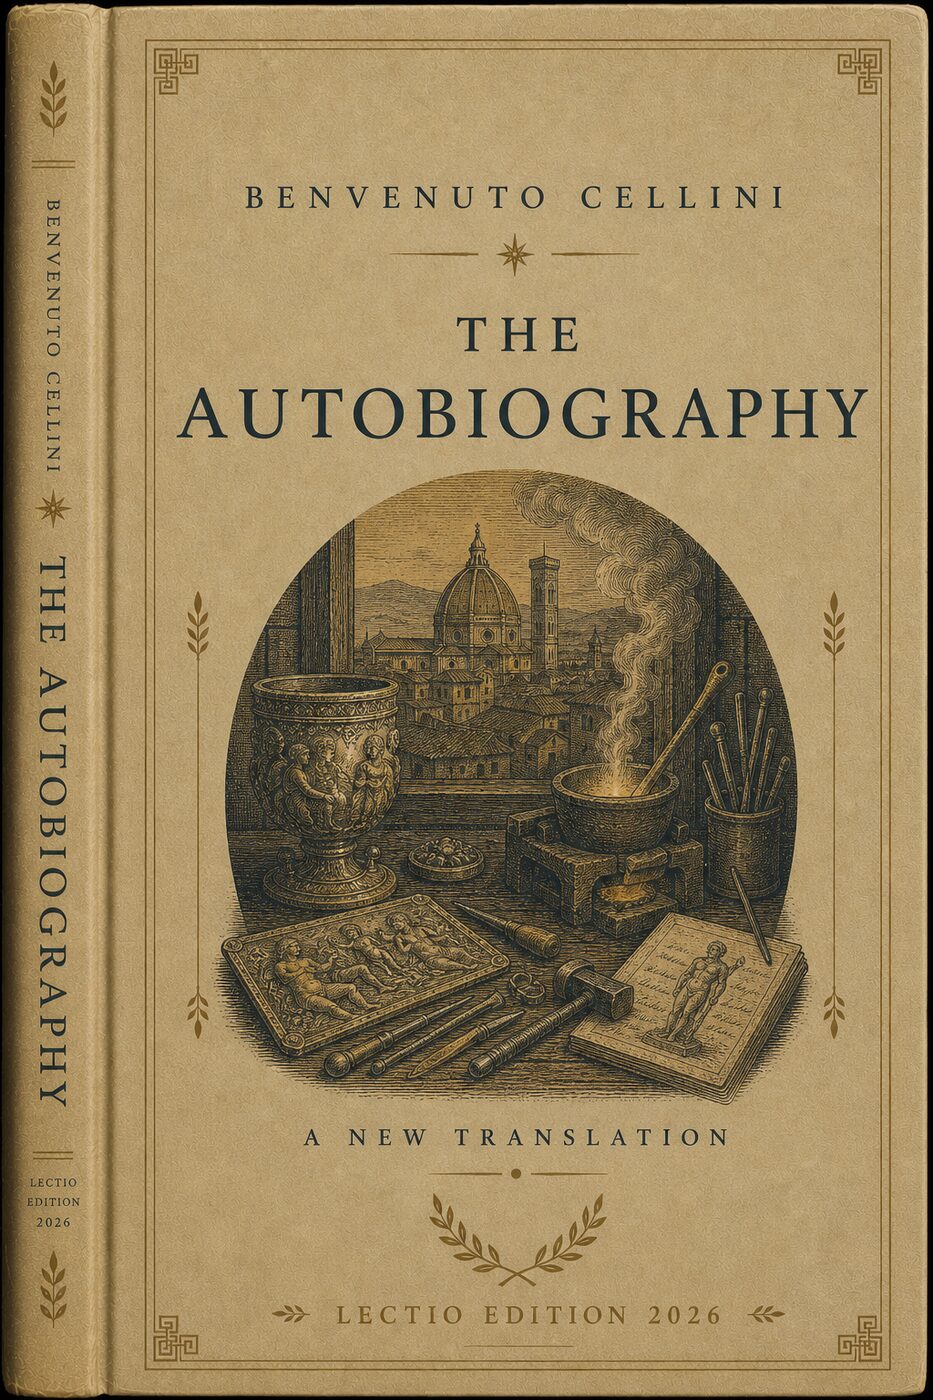 BENVENUTO CELLINI
THE
AUTOBIOGRAPHY
A NEW TRANSLATION
LECTIO EDITION 2026
BENVENUTO CELLINI
THE AUTOBIOGRAPHY
LECTIO
EDITION
2026